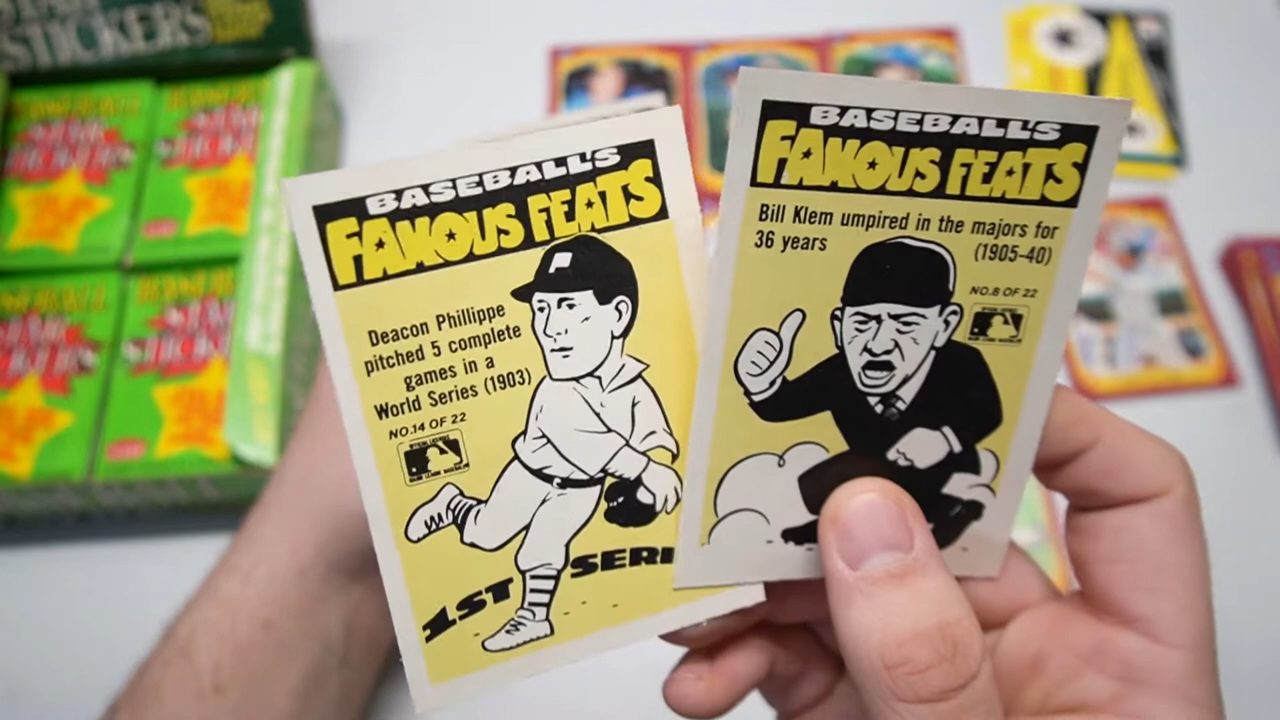 STICKERS
BASEBALL'S
FAMOUS FEATS
Deacon Phillippe
pitched 5 complete
games in a
World Series (1903)
NO.14 OF 22
P
1ST SERI
BASEBALL'S
FAMOUS FEATS
Bill Klem umpired in the majors for
36 years
(1905-40)
NO.8 OF 22